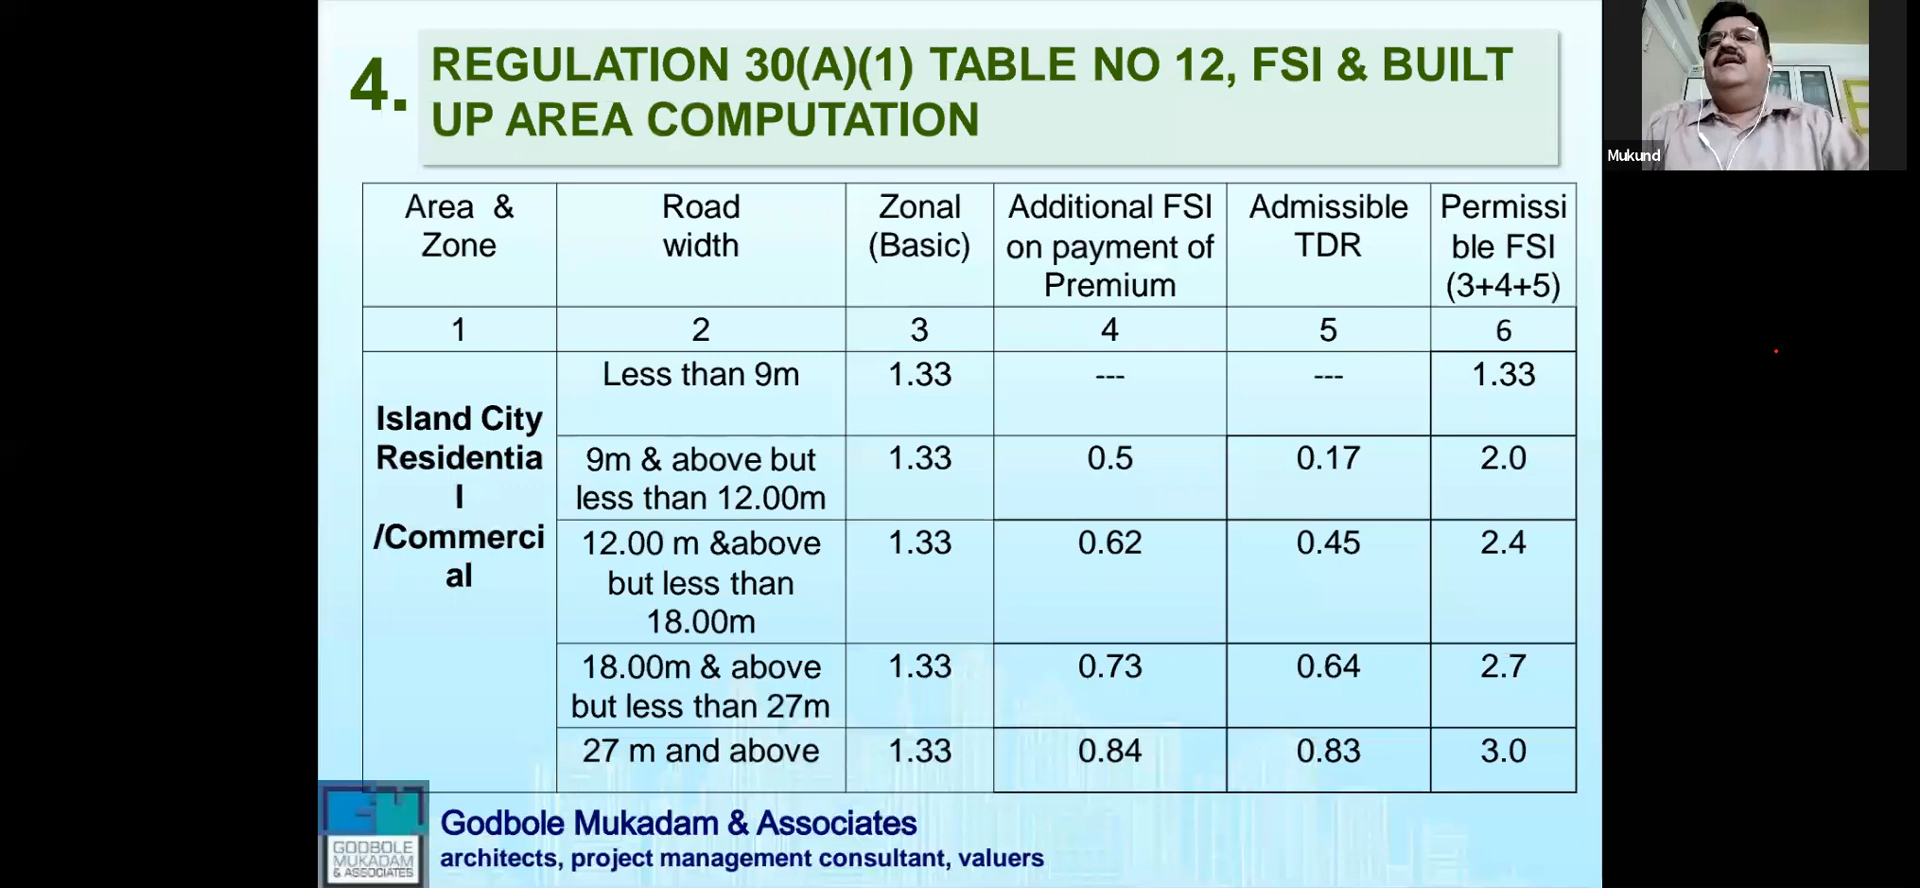 4.
REGULATION 30(A)(1) TABLE NO 12, FSI & BUILT
UP AREA COMPUTATION
Mukund
Area & Zone
Road width
Zonal (Basic)
Additional FSI on payment of Premium
Admissible TDR
Permissi ble FSI (3+4+5)
1
2
3
4
5
6
Island City
Residentia
l
/Commerci
al
Less than 9m
1.33
---
---
1.33
9m & above but
less than 12.00m
1.33
0.5
0.17
2.0
12.00 m &above
but less than
18.00m
1.33
0.62
0.45
2.4
18.00m & above
but less than 27m
1.33
0.73
0.64
2.7
27 m and above
1.33
0.84
0.83
3.0
GODBOLE
MUKADAM
& ASSOCIATES
Godbole Mukadam & Associates
architects, project management consultant, valuers